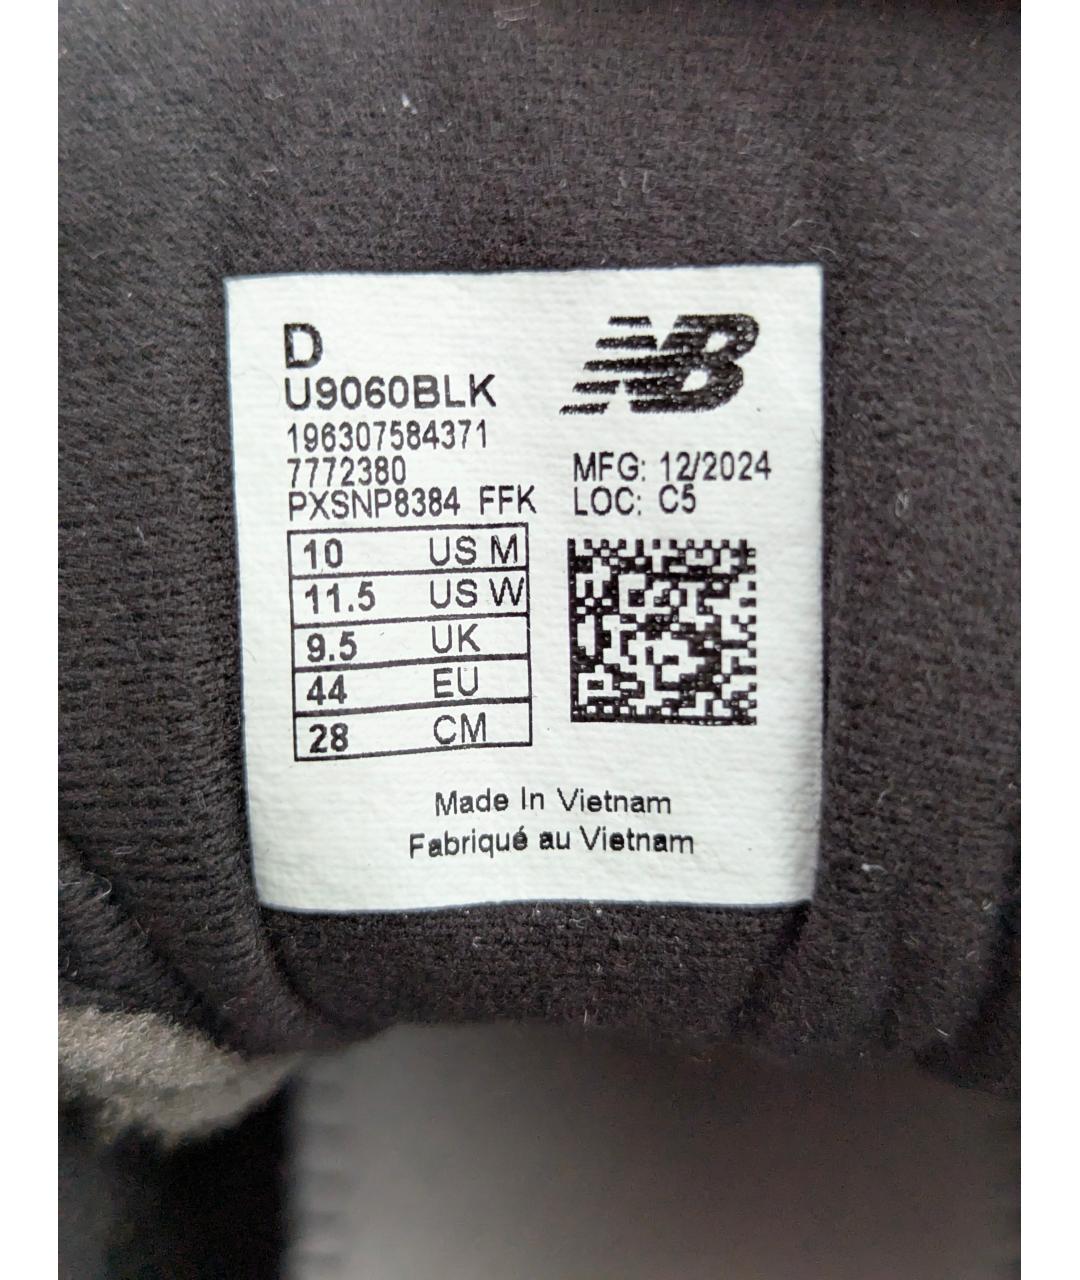 D
NB
U9060BLK
196307584371
7772380
PXSNP8384 FFK
MFG: 12/2024
LOC: C5
10 US M
11.5 US W
9.5 UK
44 EU
28 CM
Made In Vietnam
Fabriqué au Vietnam